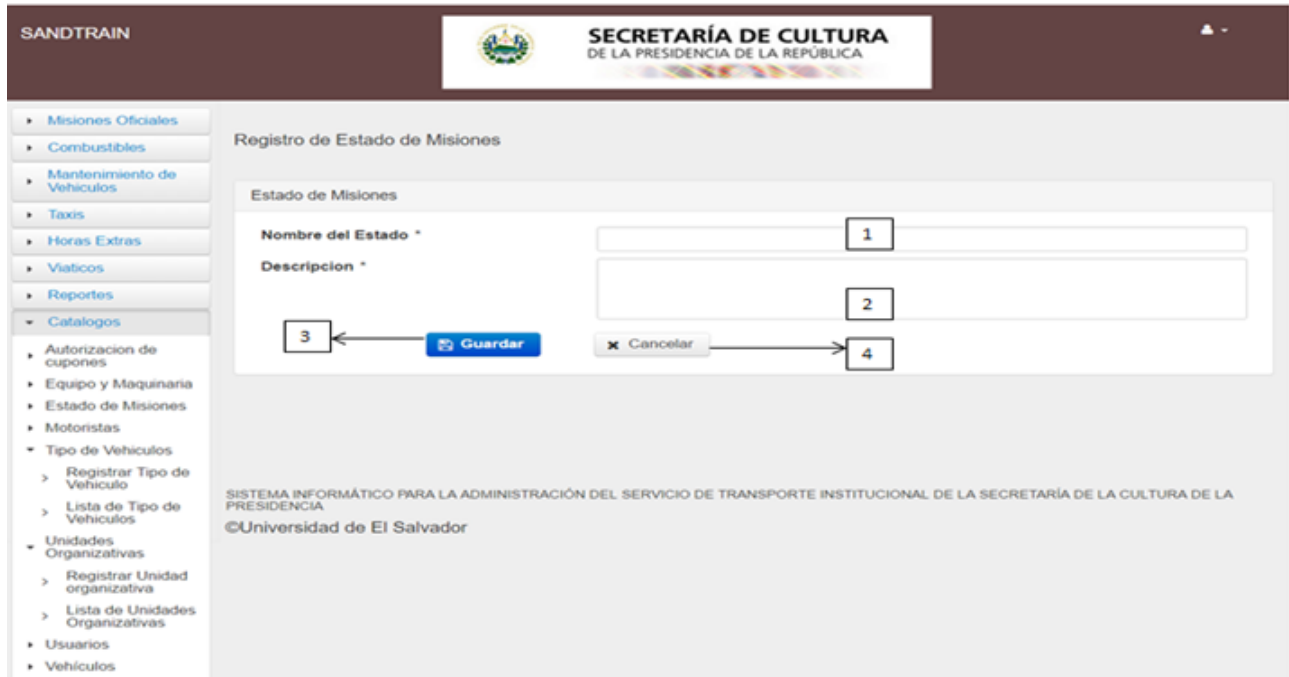 SANDTRAIN
SECRETARÍA DE CULTURA
DE LA PRESIDENCIA DE LA REPÚBLICA
Misiones Oficiales
Combustibles
Mantenimiento de
Vehiculos
Taxis
Horas Extras
Viaticos
Reportes
Catalogos
Autorizacion de
cupones
Equipo y Maquinaria
Estado de Misiones
Motoristas
Tipo de Vehiculos
Registrar Tipo de
Vehiculo
Lista de Tipo de
Vehiculos
Unidades
Organizativas
Registrar Unidad
organizativa
Lista de Unidades
Organizativas
Usuarios
Vehículos
Registro de Estado de Misiones
Estado de Misiones
Nombre del Estado *
1
Descripcion *
2
3
Guardar
Cancelar
4
SISTEMA INFORMÁTICO PARA LA ADMINISTRACIÓN DEL SERVICIO DE TRANSPORTE INSTITUCIONAL DE LA SECRETARÍA DE LA CULTURA DE LA
PRESIDENCIA
©Universidad de El Salvador